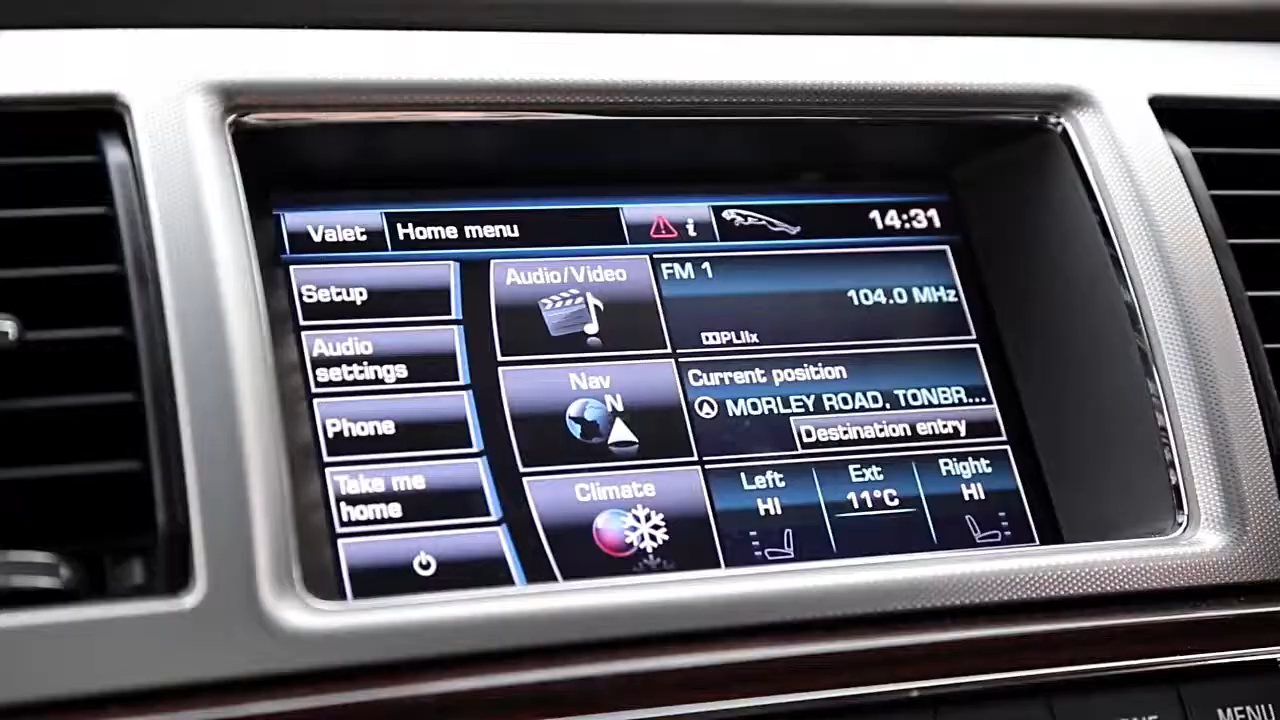 Valet
Home menu
i
14:31
Setup
Audio
settings
Phone
Take me
home
Audio/Video
FM 1
104.0 MHz
PLIIx
Nav
N
Current position
MORLEY ROAD, TONBR...
Destination entry
Climate
Left
HI
Ext
11°C
Right
HI
MENU